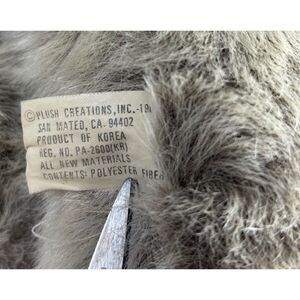 ©PLUSH CREATIONS, INC.-19
SAN MATEO, CA. 94402
PRODUCT OF KOREA
REG. NO. PA-2600(KR)
ALL NEW MATERIALS
CONTENTS: POLYESTER FIBER